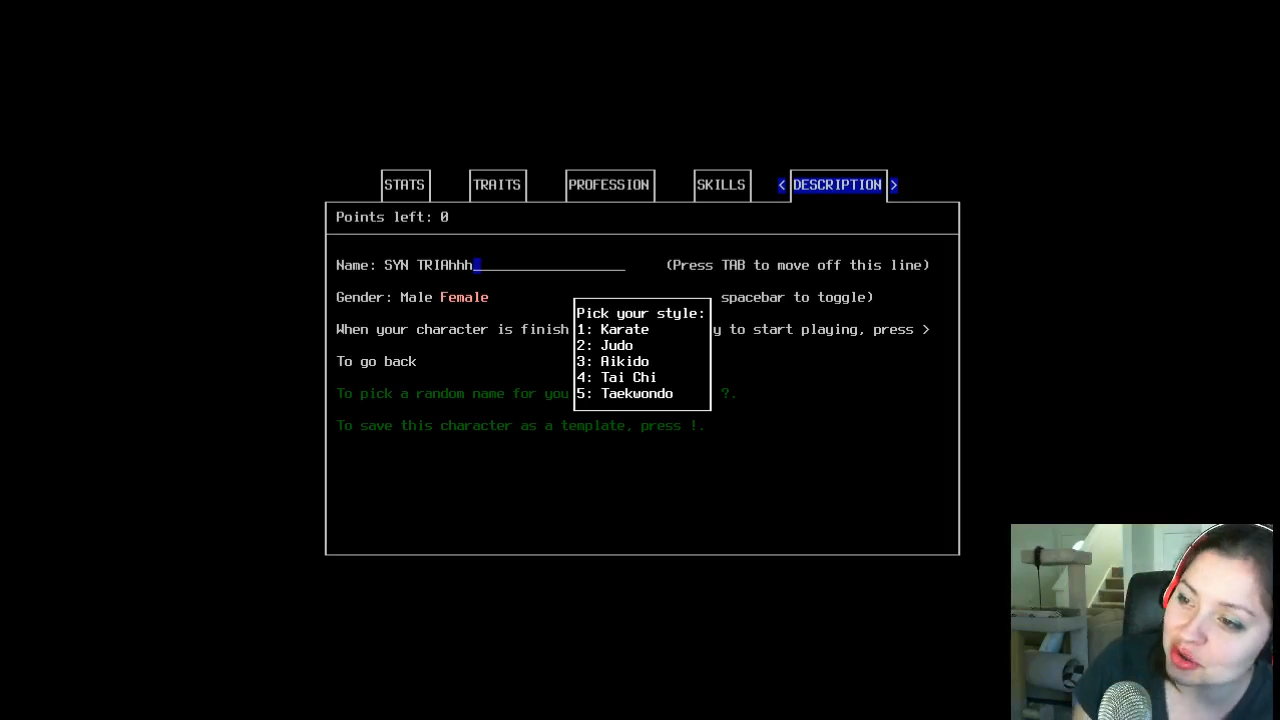 STATS TRAITS PROFESSION SKILLS < DESCRIPTION >
Points left: 0
Name: SYN TRIAhhh (Press TAB to move off this line)
Gender: Male Female spacebar to toggle)
Pick your style:
When your character is finish 1: Karate y to start playing, press >
2: Judo
To go back 3: Aikido
4: Tai Chi
To pick a random name for you 5: Taekwondo ?.
To save this character as a template, press !.